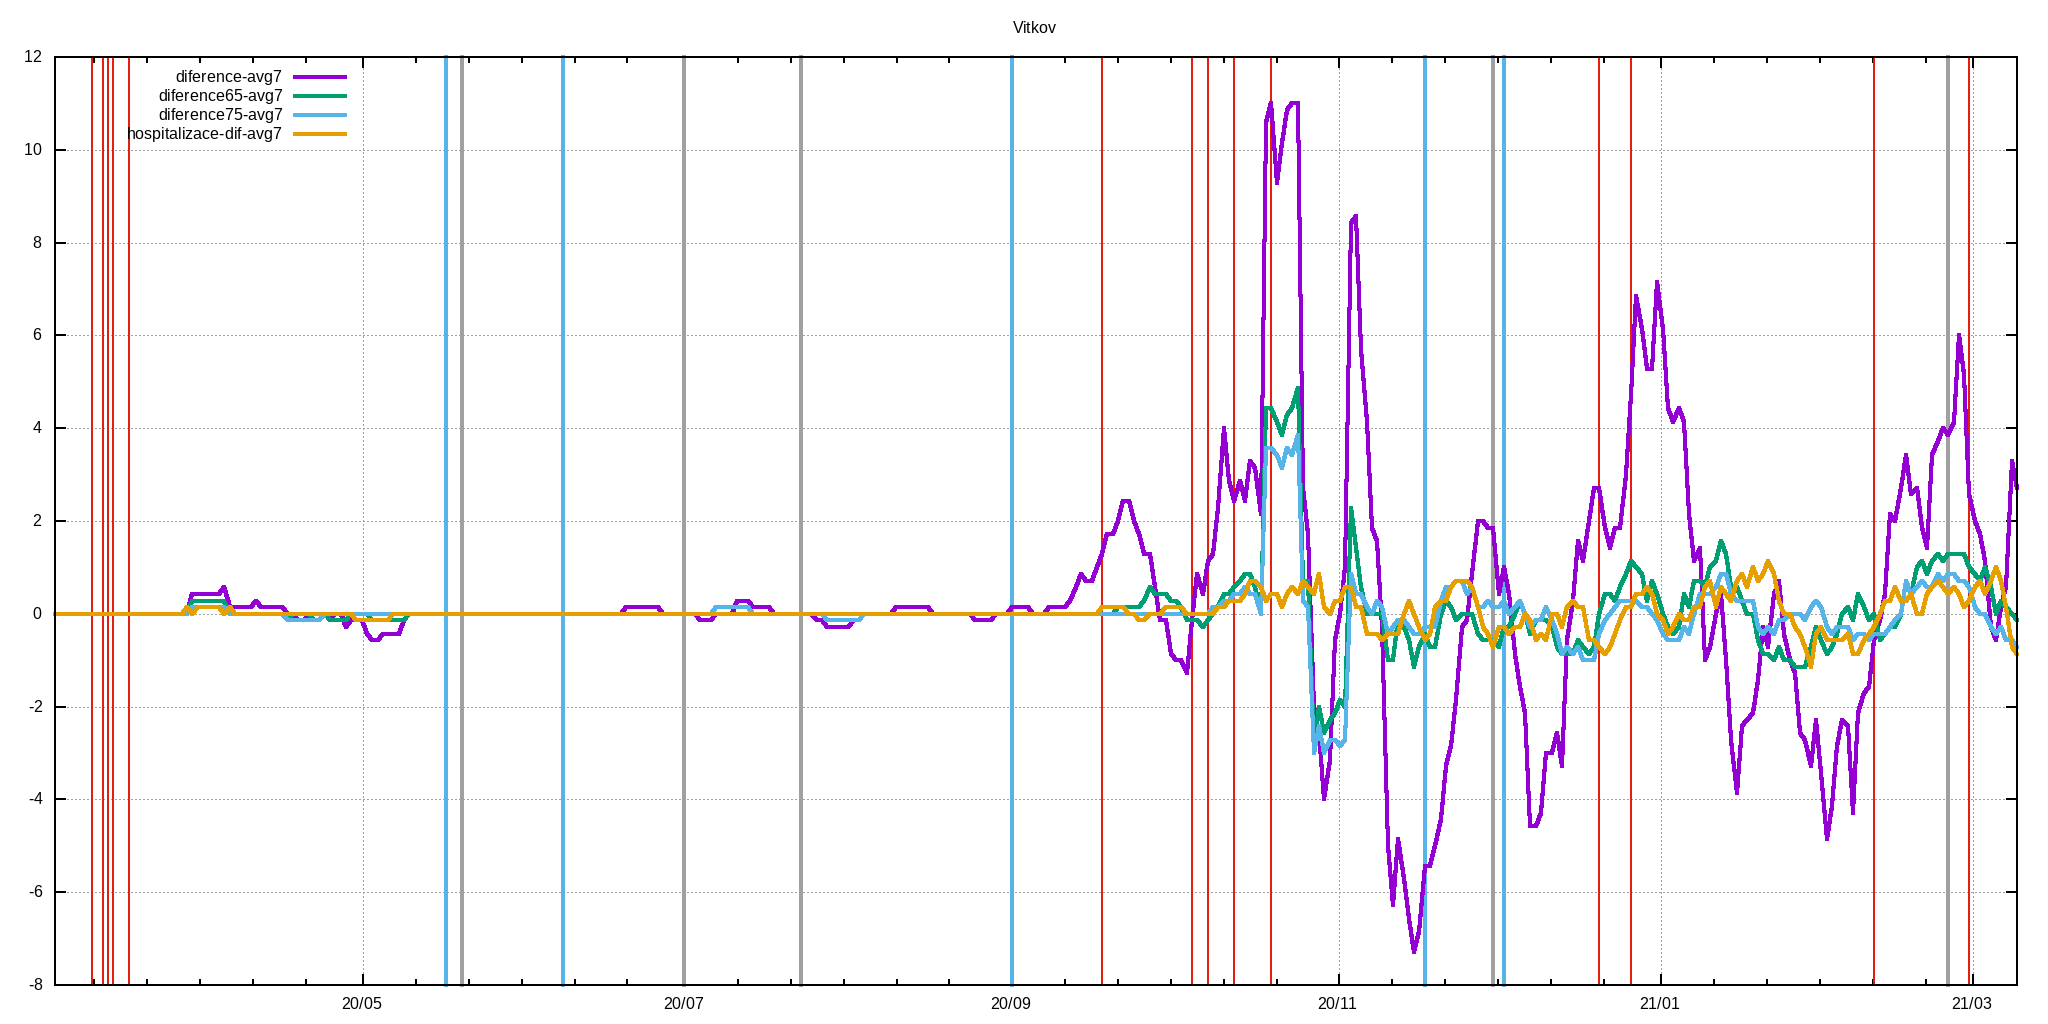 Vitkov
diference-avg7
diference65-avg7
diference75-avg7
hospitalizace-dif-avg7
12
10
8
6
4
2
0
-2
-4
-6
-8
20/05 20/07 20/09 20/11 21/01 21/03